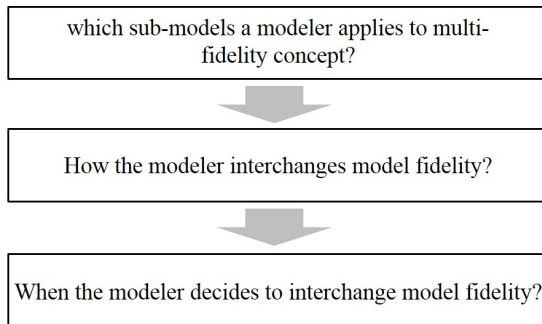 which sub-models a modeler applies to multi-
fidelity concept?
How the modeler interchanges model fidelity?
When the modeler decides to interchange model fidelity?